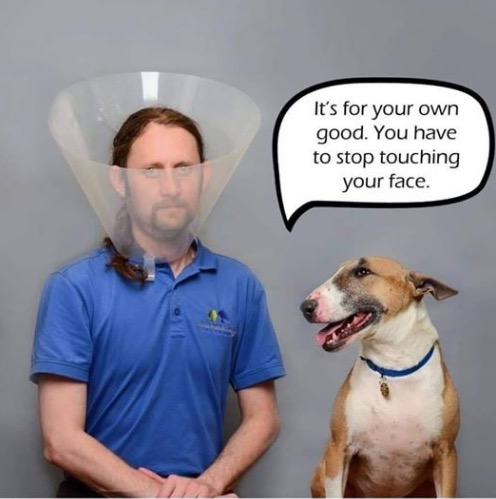 It's for your own
good. You have
to stop touching
your face.